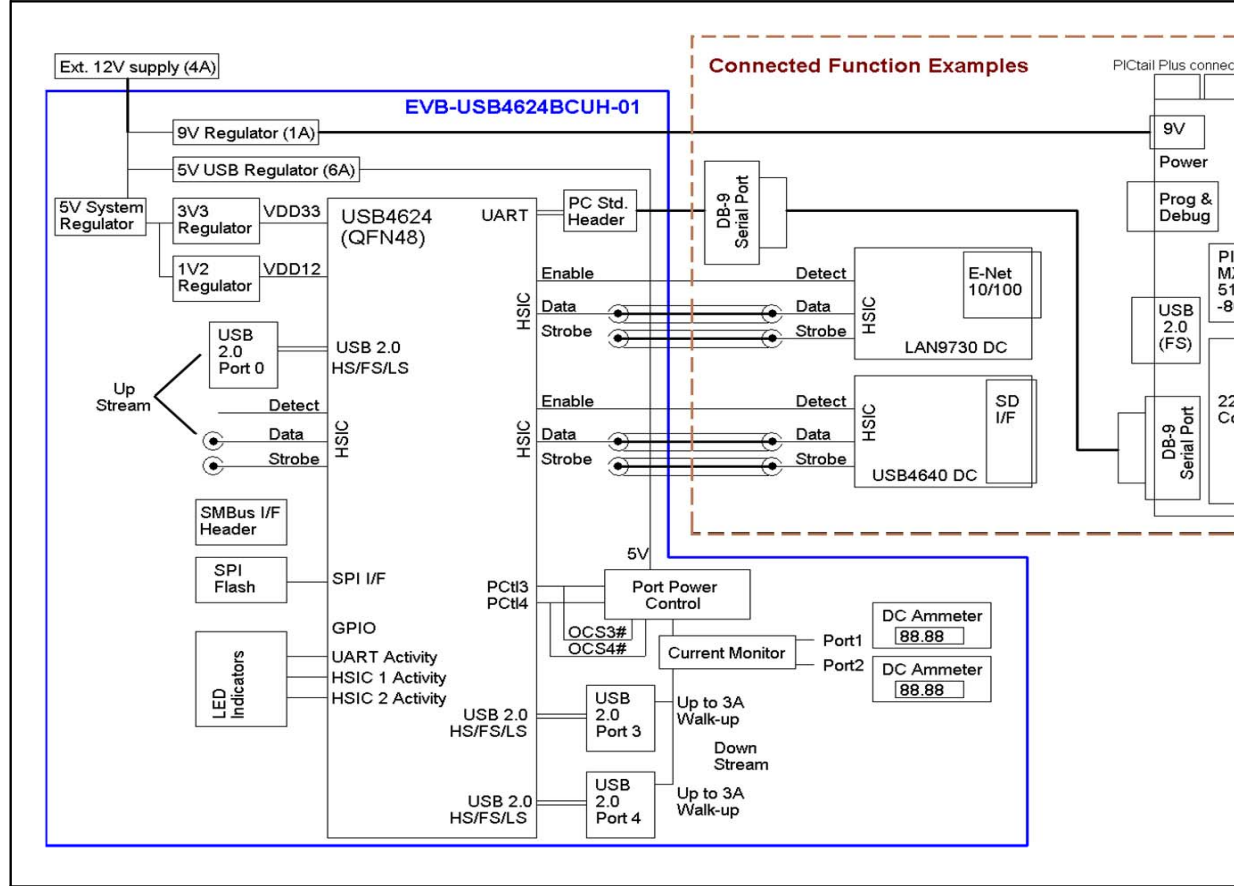 Ext. 12V supply (4A)
Connected Function Examples
PICtail Plus connec
EVB-USB4624BCUH-01
9V Regulator (1A)
9V
Power
5V USB Regulator (6A)
5V System
Regulator
3V3
Regulator
VDD33
1V2
Regulator
VDD12
USB4624
(QFN48)
UART
PC Std.
Header
DB-9
Serial Port
Prog &
Debug
Enable
Data
Strobe
HSIC
Detect
Data
Strobe
HSIC
E-Net
10/100
LAN9730 DC
PI
MX
51
USB
2.0
(FS)
USB
2.0
Port 0
USB 2.0
HS/FS/LS
Up
Stream
Detect
Data
Strobe
HSIC
Enable
Data
Strobe
HSIC
Detect
Data
Strobe
HSIC
SD
I/F
USB4640 DC
DB-9
Serial Port
22
Co
SMBus I/F
Header
SPI
Flash
SPI I/F
GPIO
LED
Indicators
UART Activity
HSIC 1 Activity
HSIC 2 Activity
5V
PCtl3
PCtl4
OCS3#
OCS4#
Port Power
Control
Current Monitor
Port1
Port2
DC Ammeter
88.88
DC Ammeter
88.88
USB 2.0
HS/FS/LS
USB
2.0
Port 3
Up to 3A
Walk-up
Down
Stream
USB 2.0
HS/FS/LS
USB
2.0
Port 4
Up to 3A
Walk-up